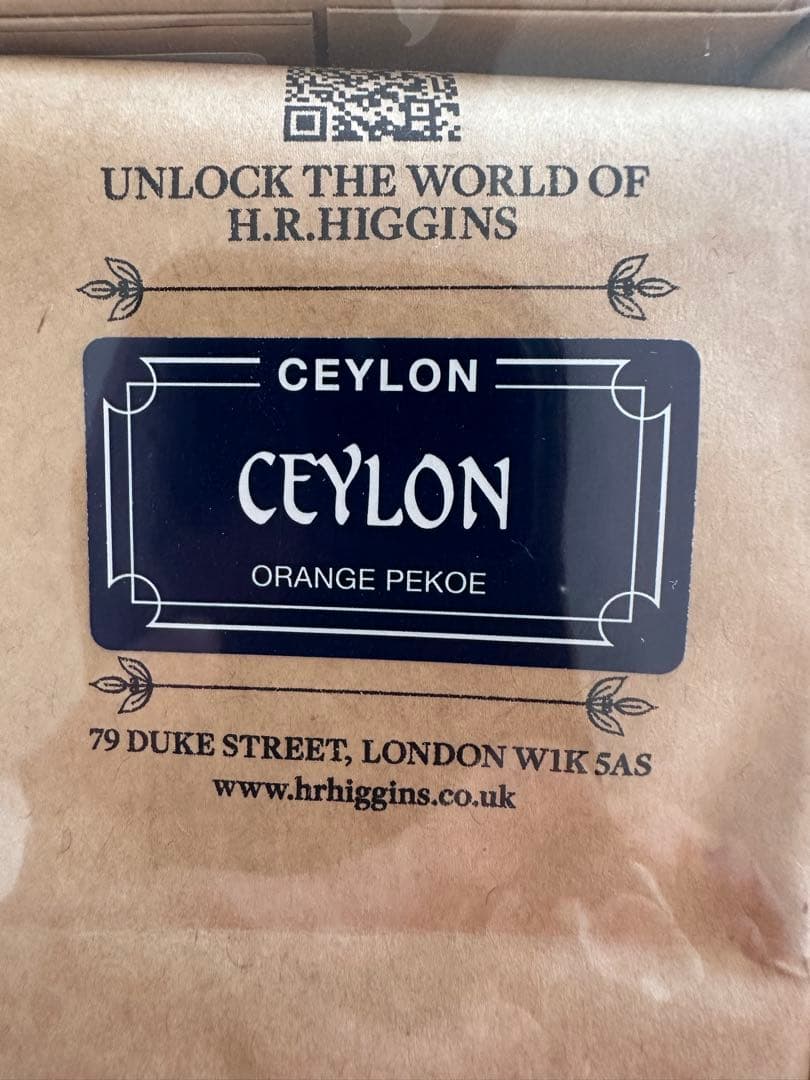 UNLOCK THE WORLD OF
H.R.HIGGINS
CEYLON
CEYLON
ORANGE PEKOE
79 DUKE STREET, LONDON W1K 5AS
www.hrhiggins.co.uk